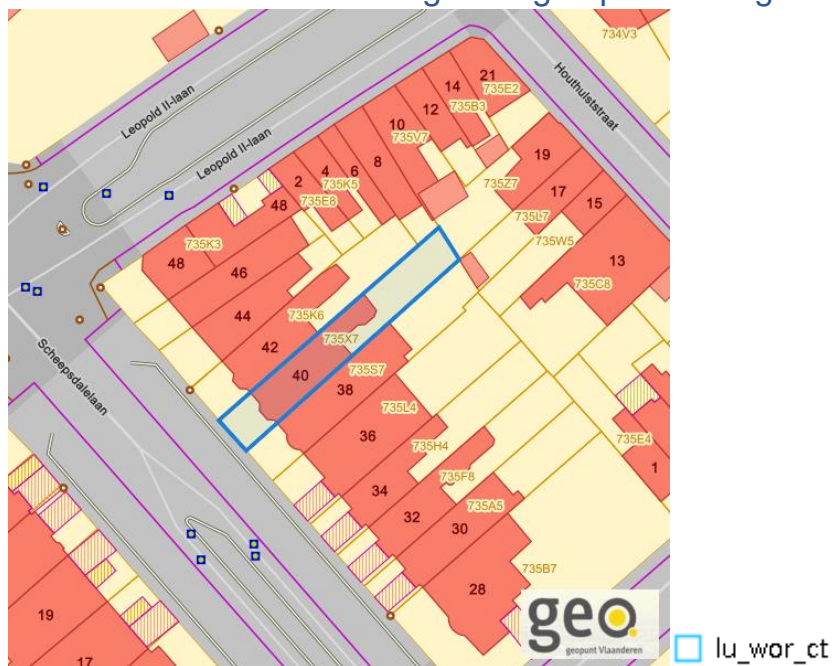 734V3
14
21
735E2
12
735B3
10
735V7
8
Houthulststraat
Leopold II-laan
Leopold II-laan
6
4
735K5
2
735E8
48
19
735Z7
17
735L7
15
735W5
735K3
48
46
13
735C8
44
735K6
42
735X7
40
735S7
38
735L4
36
735H4
735E4
1
735F8
34
735A5
32
30
735B7
28
Scheepsdalelaan
19
17
geo.
geopunt Vlaanderen
lu_wor_ct